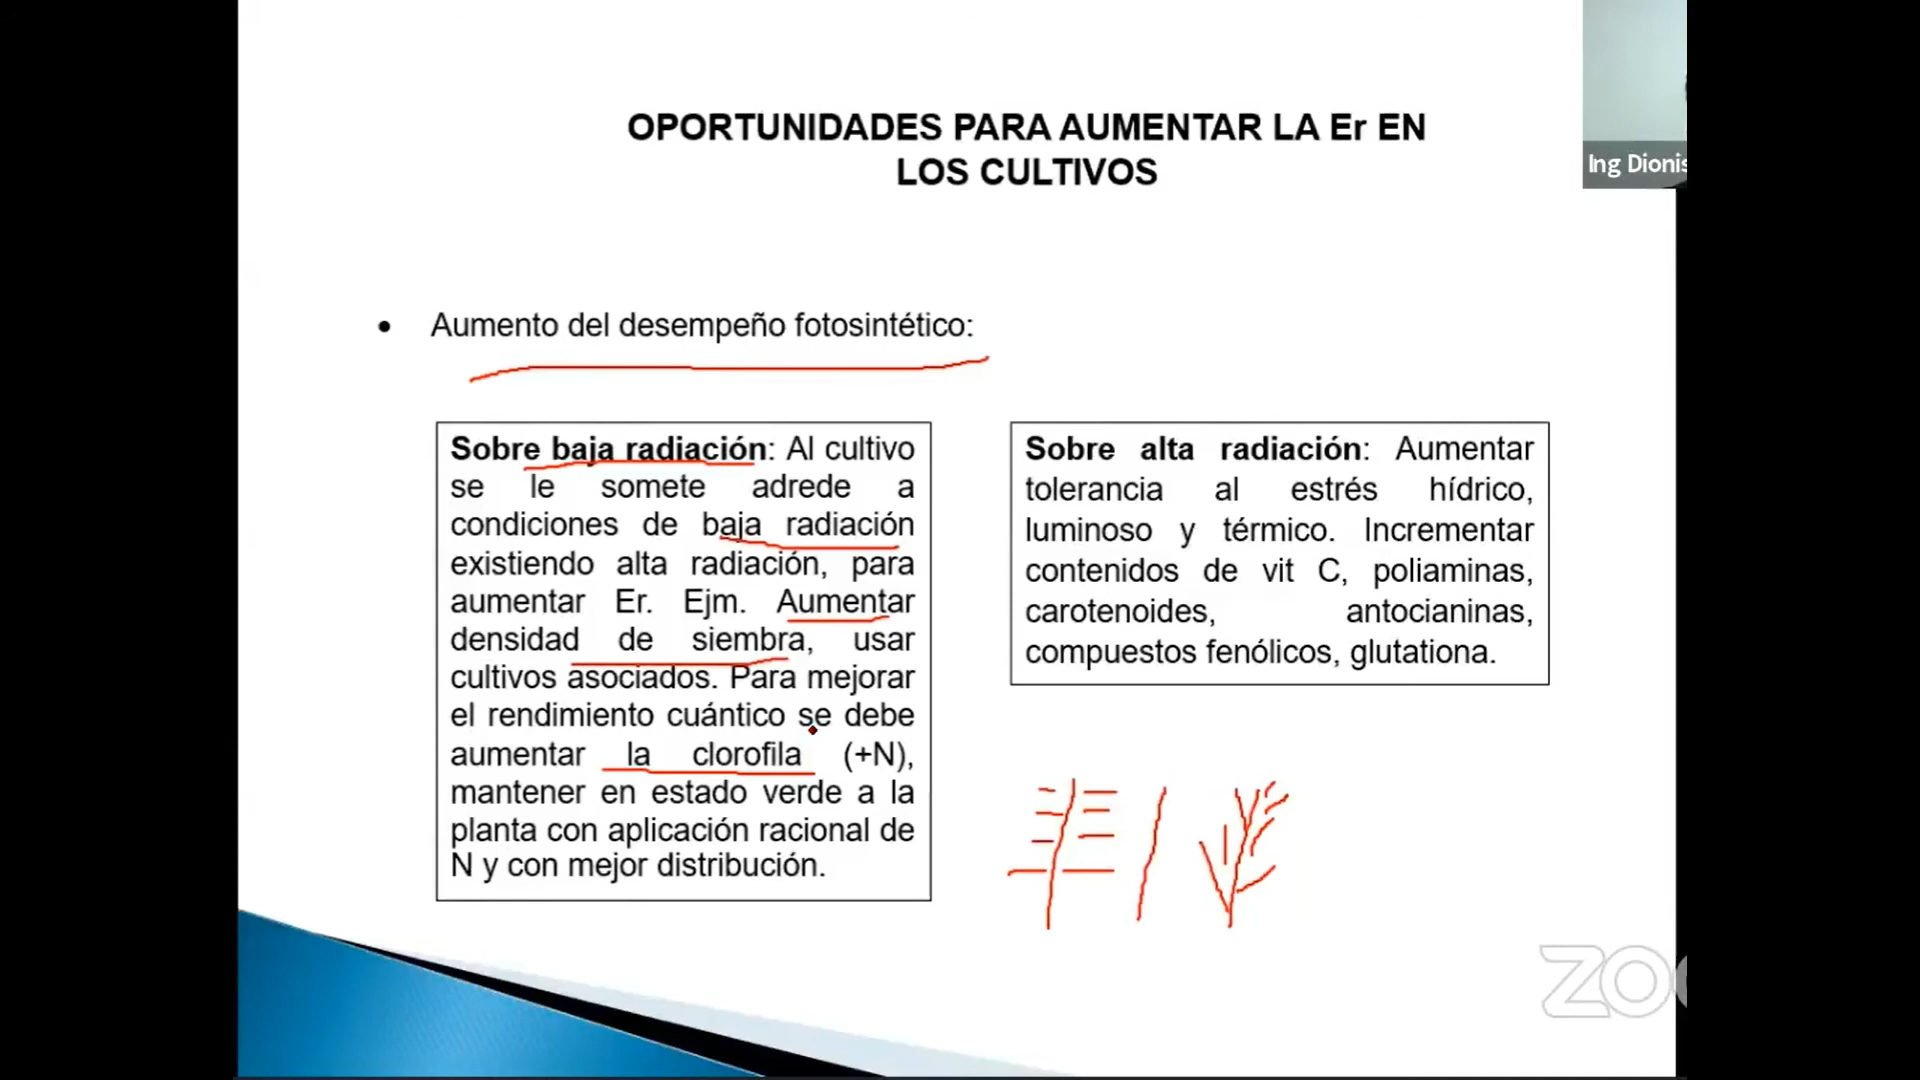 OPORTUNIDADES PARA AUMENTAR LA Er EN
LOS CULTIVOS
Ing Dionis
• Aumento del desempeño fotosintético:
Sobre baja radiación: Al cultivo
se le somete adrede a
condiciones de baja radiación
existiendo alta radiación, para
aumentar Er. Ejm. Aumentar
densidad de siembra, usar
cultivos asociados. Para mejorar
el rendimiento cuántico se debe
aumentar la clorofila (+N),
mantener en estado verde a la
planta con aplicación racional de
N y con mejor distribución.
Sobre alta radiación: Aumentar
tolerancia al estrés hídrico,
luminoso y térmico. Incrementar
contenidos de vit C, poliaminas,
carotenoides, antocianinas,
compuestos fenólicos, glutationa.
ZO